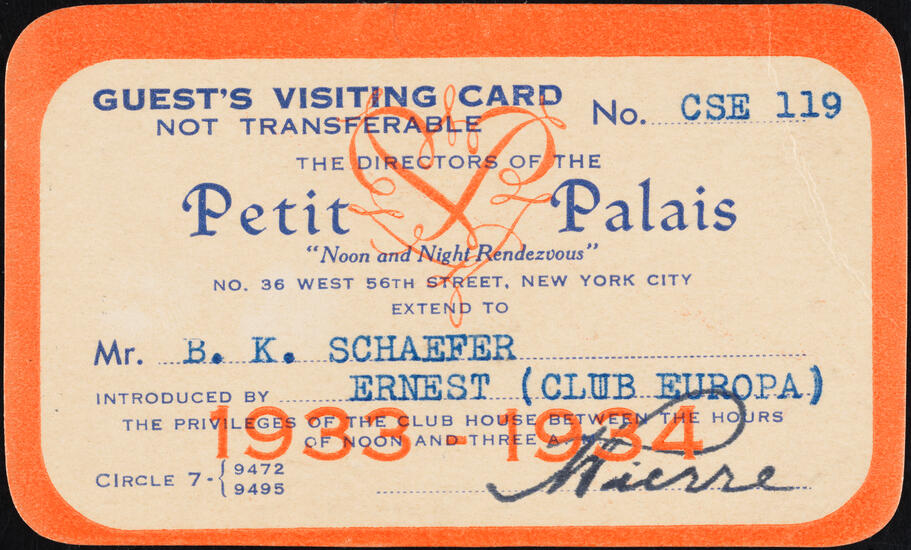 GUEST'S VISITING CARD
NOT TRANSFERABLE
No. CSE 119
THE DIRECTORS OF THE
Petit Palais
"Noon and Night Rendezvous"
NO. 36 WEST 56TH STREET, NEW YORK CITY
EXTEND TO
Mr. B. K. SCHAEFER
INTRODUCED BY ERNEST (CLUB EUROPA)
THE PRIVILEGES OF THE CLUB HOUSE BETWEEN THE HOURS
OF NOON AND THREE A.
1933 - 1934
CIRCLE 7-{9472
9495
Pierre